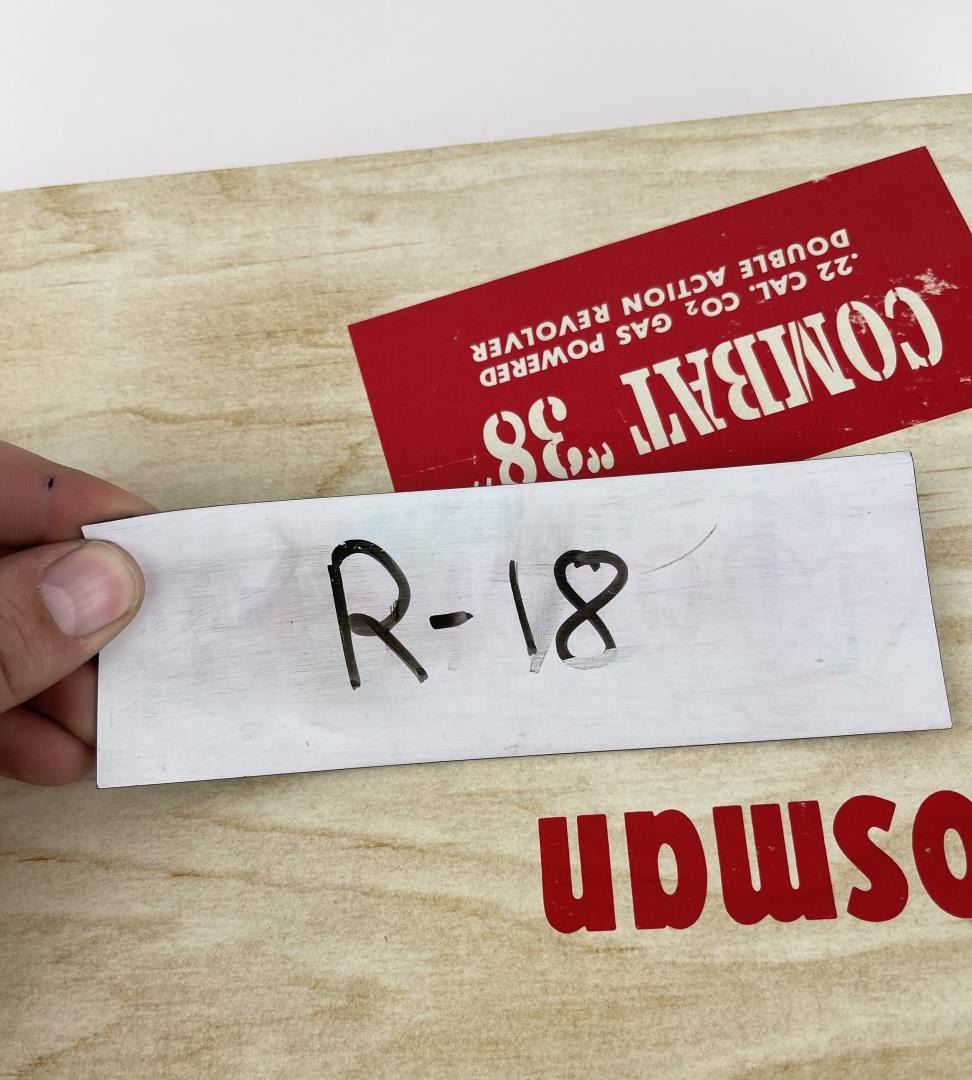 R-18
osman
COMBAT "38"
.22 CAL. CO₂ GAS POWERED
DOUBLE ACTION REVOLVER